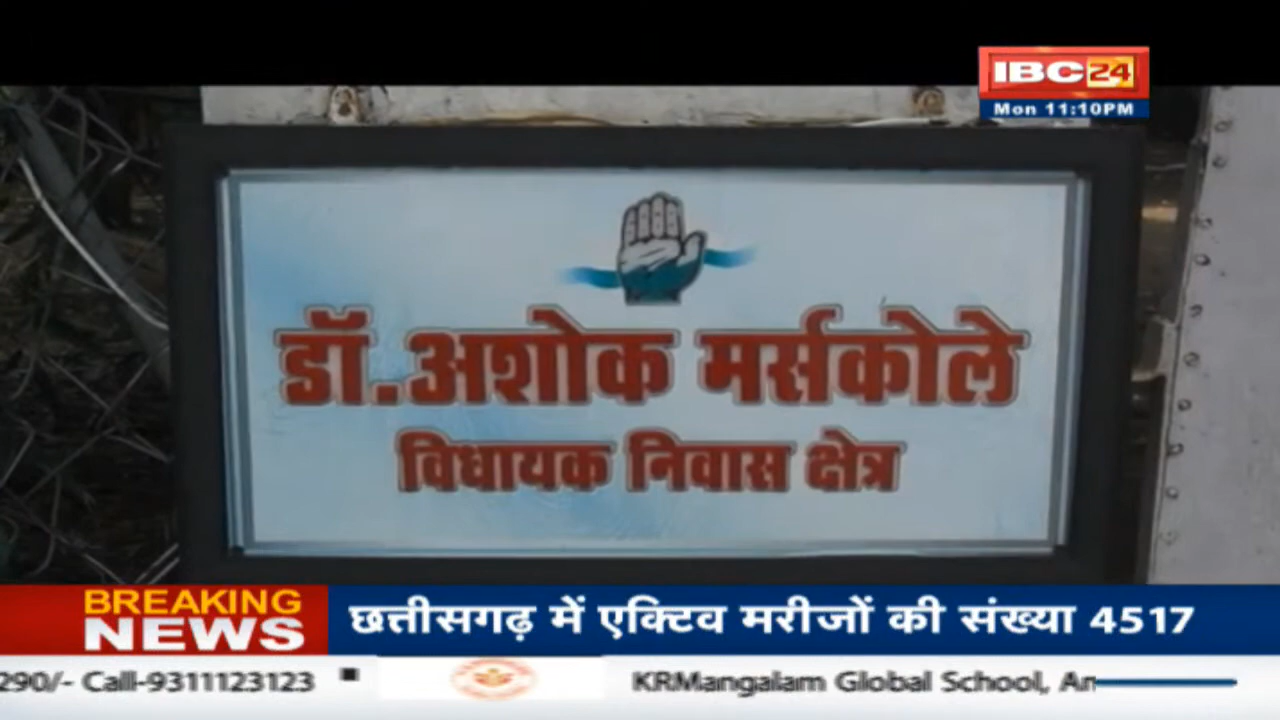 IBC24
Mon 11:10PM
डॉ.अशोक मर्सकोले
विधायक निवास क्षेत्र
BREAKING
NEWS
छत्तीसगढ़ में एक्टिव मरीजों की संख्या 4517
290/- Call-9311123123
KRMangalam Global School, Am